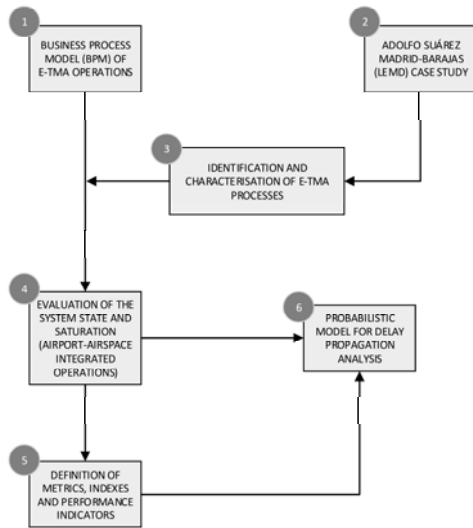 1
BUSINESS PROCESS
MODEL (BPM) OF
E-TMA OPERATIONS
2
ADOLFO SUÁREZ
MADRID-BARAJAS
(LEMD) CASE STUDY
3
IDENTIFICATION AND
CHARACTERISATION OF E-TMA
PROCESSES
4
EVALUATION OF THE
SYSTEM STATE AND
SATURATION
(AIRPORT-AIRSPACE
INTEGRATED
OPERATIONS)
6
PROBABILISTIC
MODEL FOR DELAY
PROPAGATION
ANALYSIS
5
DEFINITION OF
METRICS, INDEXES
AND PERFORMANCE
INDICATORS